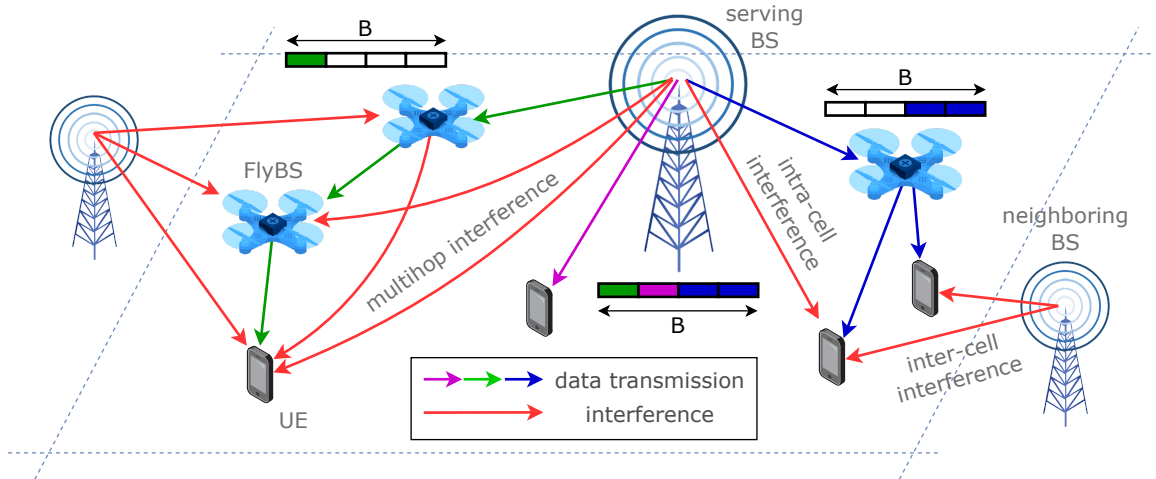 serving
BS
B
B
FlyBS
intra-cell
interference
neighboring
BS
multihop interference
B
inter-cell
interference
data transmission
interference
UE